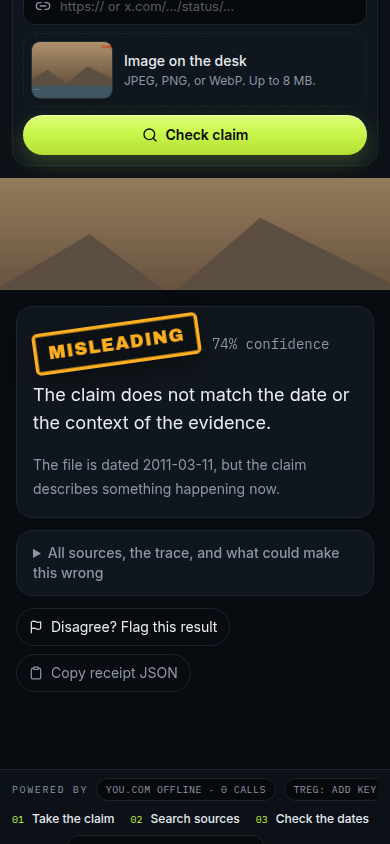 https:// or x.com/.../status/...
Image on the desk
JPEG, PNG, or WebP. Up to 8 MB.
Check claim
MISLEADING
74% confidence
The claim does not match the date or
the context of the evidence.
The file is dated 2011-03-11, but the claim
describes something happening now.
All sources, the trace, and what could make
this wrong
Disagree? Flag this result
Copy receipt JSON
POWERED BY
YOU.COM OFFLINE · 0 CALLS
TREG: ADD KEY
01 Take the claim
02 Search sources
03 Check the dates